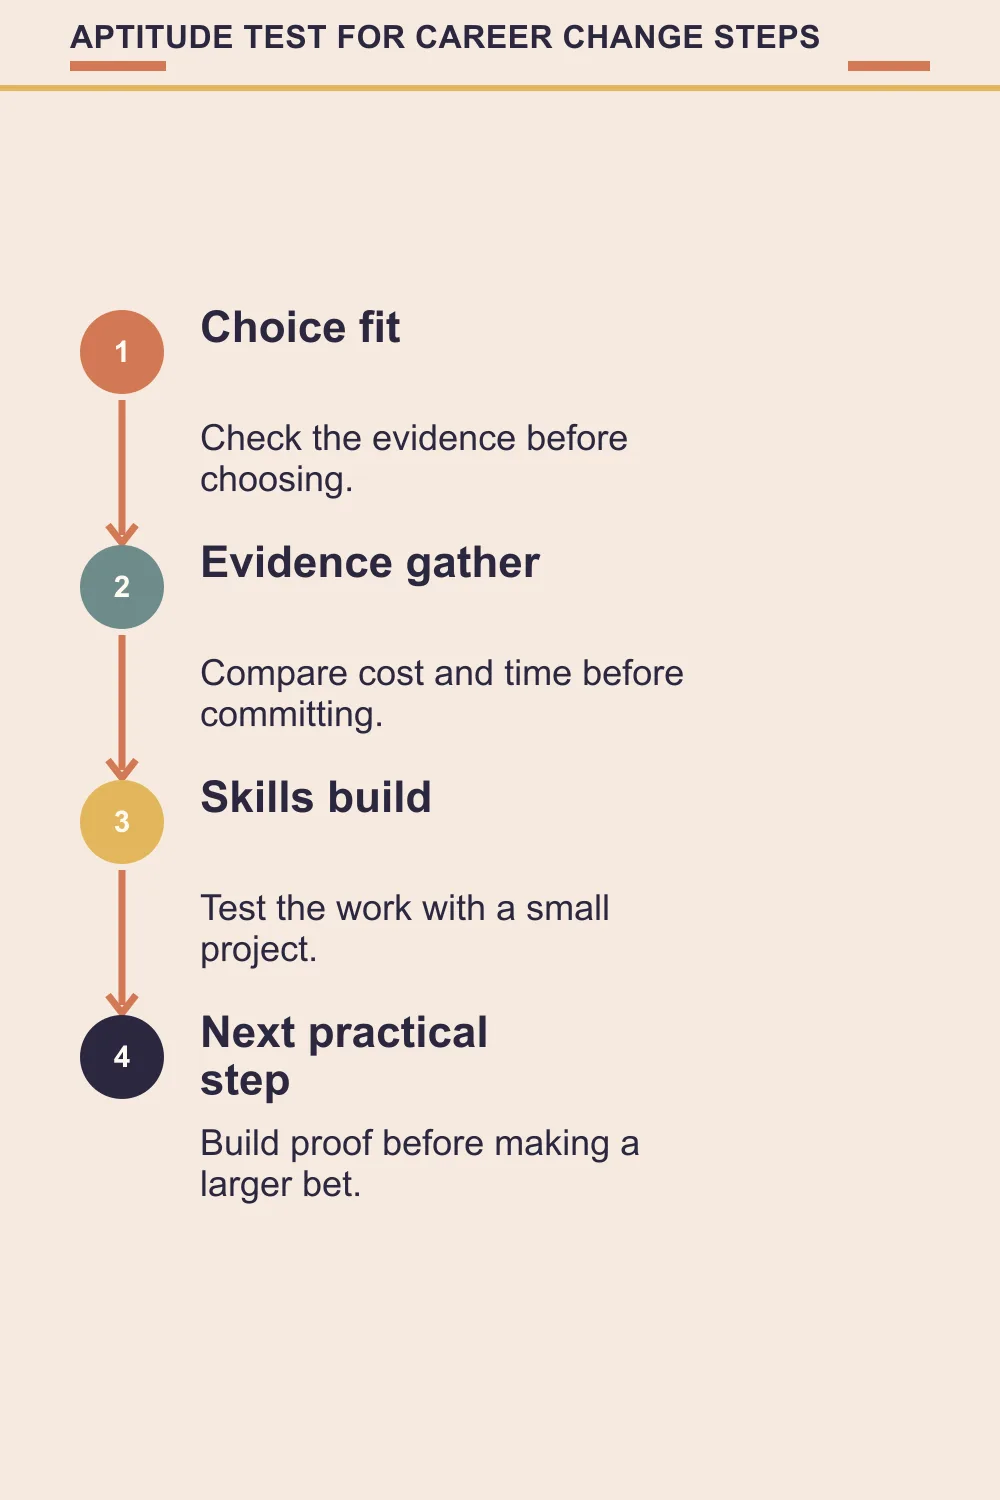 APTITUDE TEST FOR CAREER CHANGE STEPS
1
Choice fit
Check the evidence before
choosing.
2
Evidence gather
Compare cost and time before
committing.
3
Skills build
Test the work with a small
project.
4
Next practical
step
Build proof before making a
larger bet.